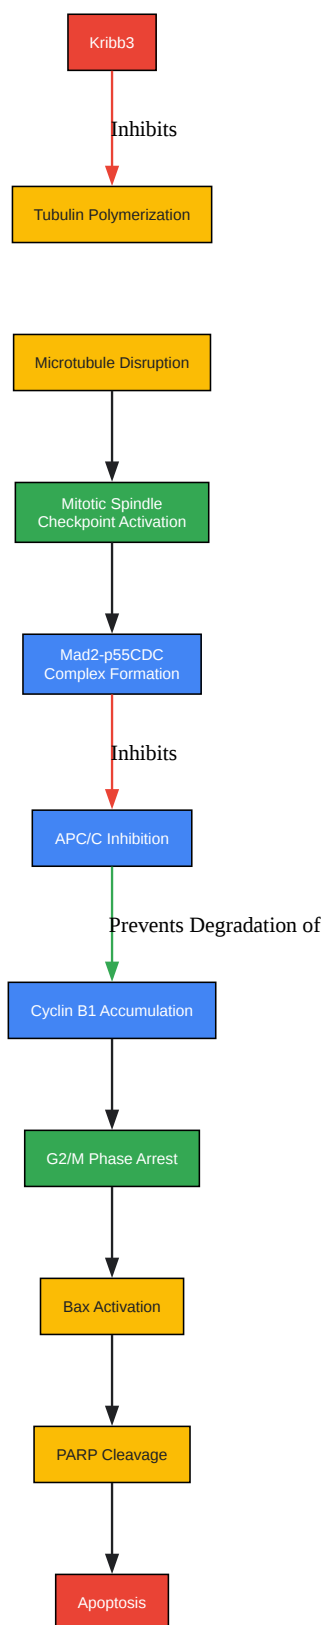 Kribb3
Inhibits
Tubulin Polymerization
Microtubule Disruption
Mitotic Spindle
Checkpoint Activation
Mad2-p55CDC
Complex Formation
Inhibits
APC/C Inhibition
Prevents Degradation of
Cyclin B1 Accumulation
G2/M Phase Arrest
Bax Activation
PARP Cleavage
Apoptosis